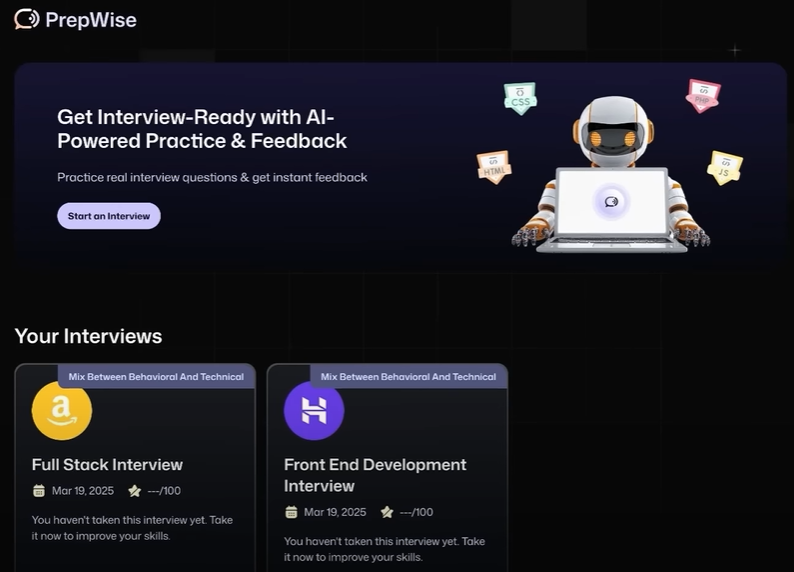 PrepWise
Get Interview-Ready with AI-
Powered Practice & Feedback
Practice real interview questions & get instant feedback
Start an Interview
CSS
PHP
HTML
JS
Your Interviews
Mix Between Behavioral And Technical
a
Full Stack Interview
Mar 19, 2025
---/100
You haven't taken this interview yet. Take
it now to improve your skills.
Mix Between Behavioral And Technical
Front End Development
Interview
Mar 19, 2025
---/100
You haven't taken this interview yet. Take
it now to improve your skills.